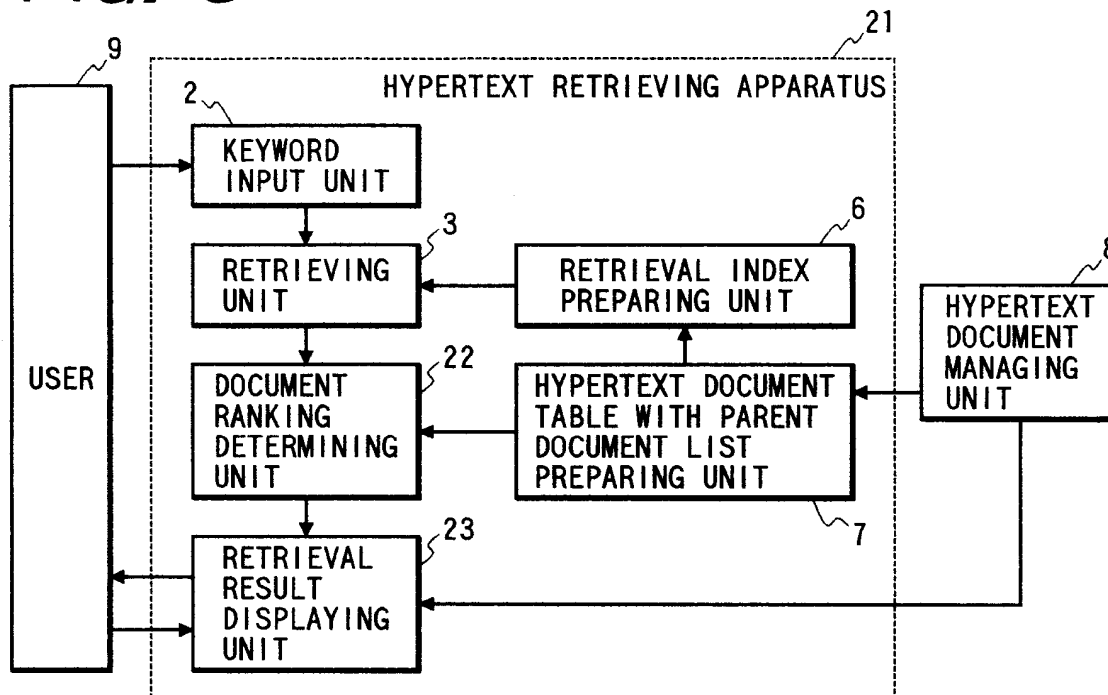 21
9
HYPERTEXT RETRIEVING APPARATUS
2
KEYWORD
INPUT UNIT
3
RETRIEVING
UNIT
6
RETRIEVAL INDEX
PREPARING UNIT
8
HYPERTEXT
DOCUMENT
MANAGING
UNIT
USER
22
DOCUMENT
RANKING
DETERMINING
UNIT
HYPERTEXT DOCUMENT
TABLE WITH PARENT
DOCUMENT LIST
PREPARING UNIT
7
23
RETRIEVAL
RESULT
DISPLAYING
UNIT